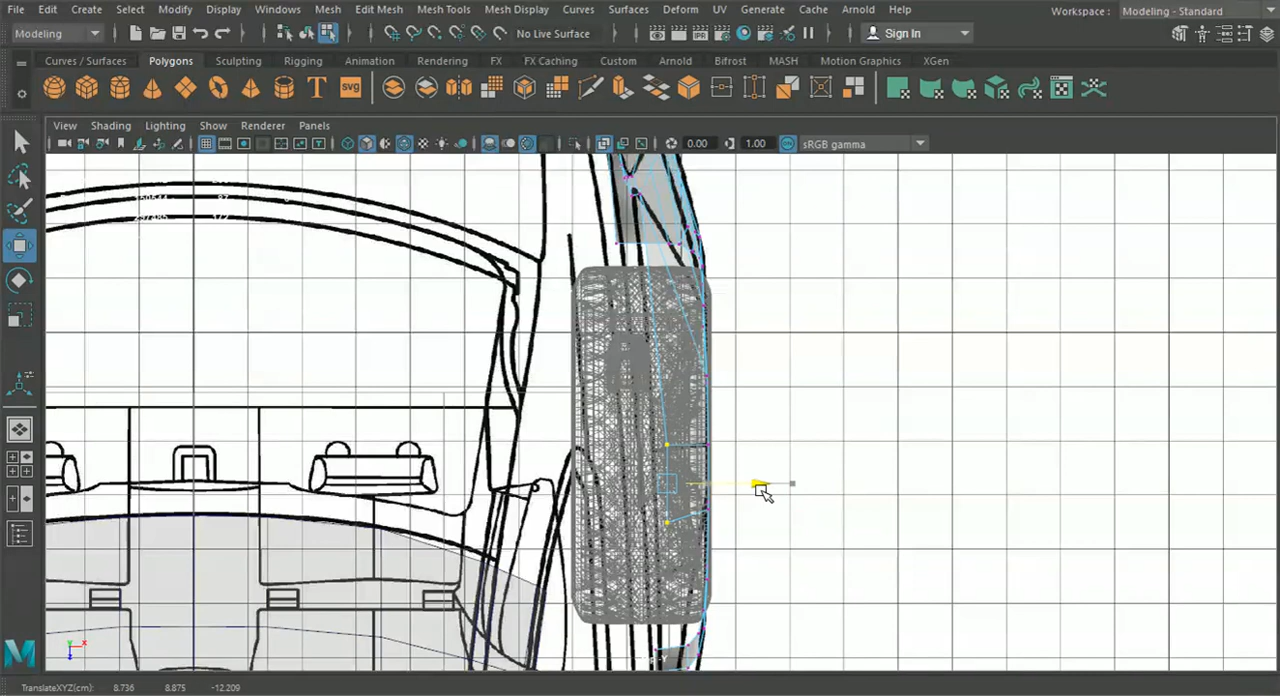 File Edit Create Select Modify Display Windows Mesh Edit Mesh Mesh Tools Mesh Display Curves Surfaces Deform UV Generate Cache Arnold Help Workspace: Modeling - Standard
Modeling No Live Surface Sign In
Curves / Surfaces Polygons Sculpting Rigging Animation Rendering FX FX Caching Custom Arnold Bifrost MASH Motion Graphics XGen
T svg
View Shading Lighting Show Renderer Panels
0.00 1.00 sRGB gamma
y x
z
TranslateXYZ(cm): 8.736 8.875 -12.209